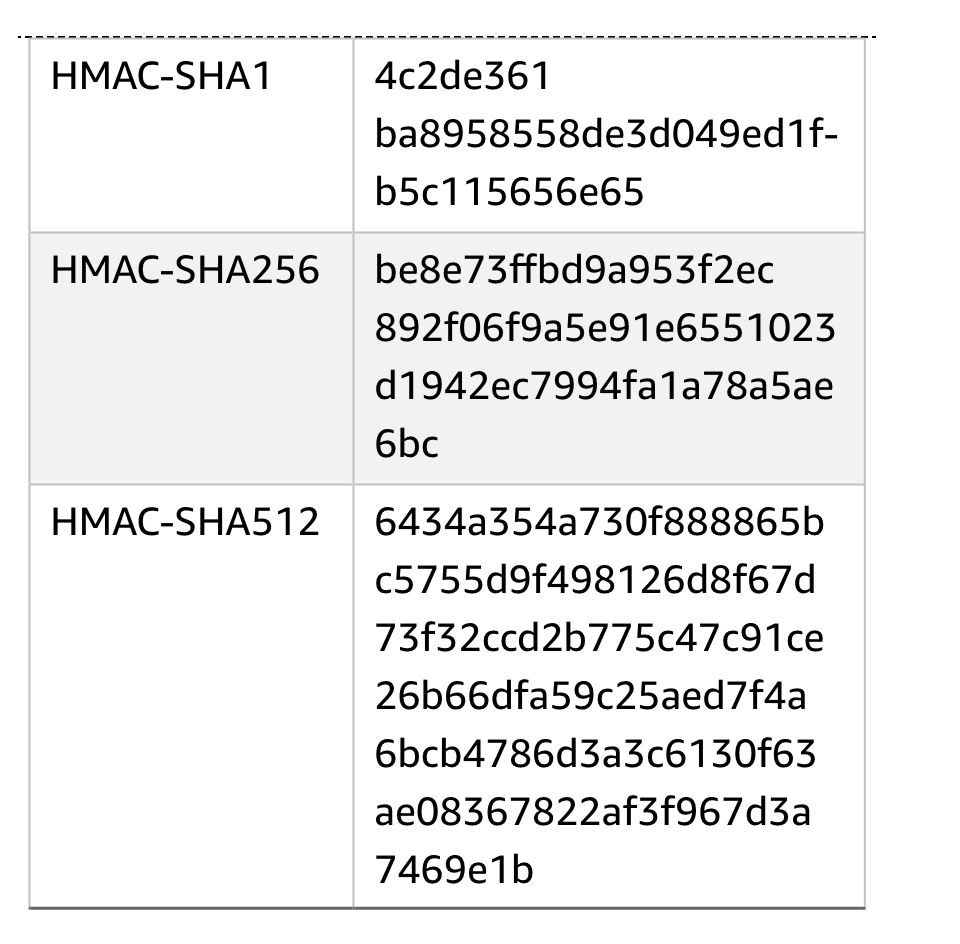 HMAC-SHA1
4c2de361
ba8958558de3d049ed1f-
b5c115656e65
HMAC-SHA256
be8e73ffbd9a953f2ec
892f06f9a5e91e6551023
d1942ec7994fa1a78a5ae
6bc
HMAC-SHA512
6434a354a730f888865b
c5755d9f498126d8f67d
73f32ccd2b775c47c91ce
26b66dfa59c25aed7f4a
6bcb4786d3a3c6130f63
ae08367822af3f967d3a
7469e1b